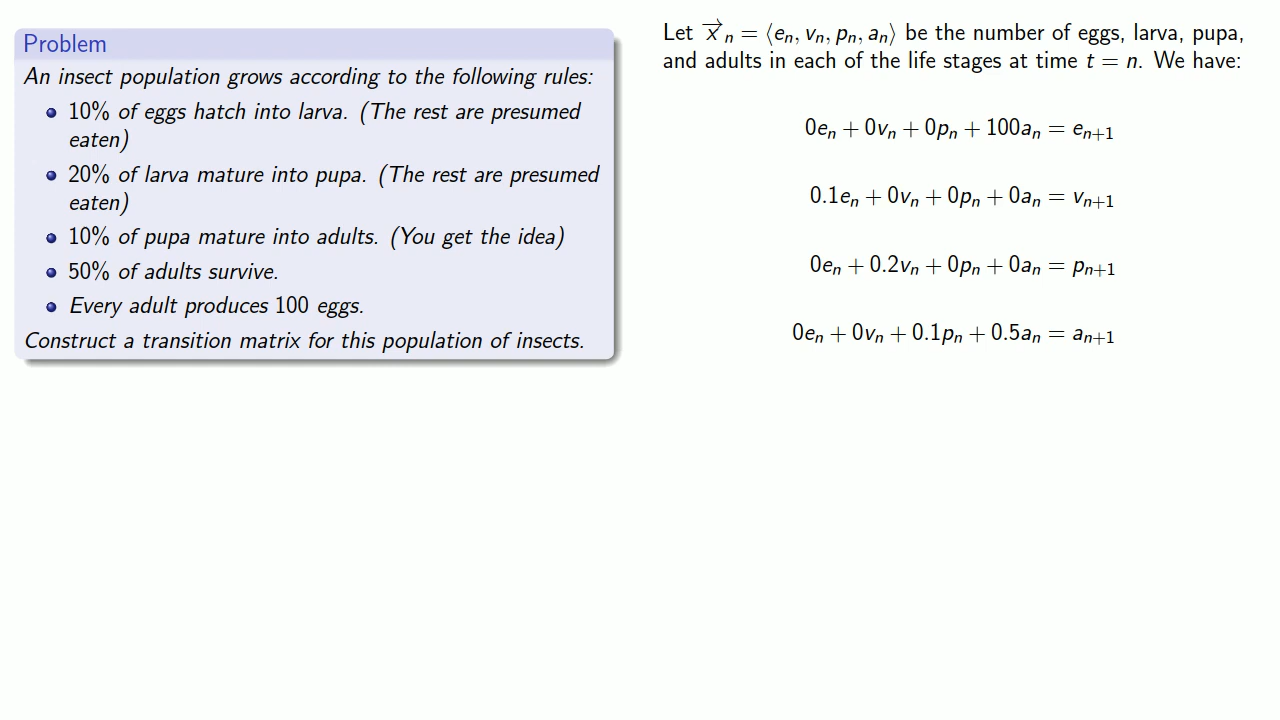 Problem
An insect population grows according to the following rules:
10% of eggs hatch into larva. (The rest are presumed
eaten)
20% of larva mature into pupa. (The rest are presumed
eaten)
10% of pupa mature into adults. (You get the idea)
50% of adults survive.
Every adult produces 100 eggs.
Construct a transition matrix for this population of insects.
Let x⃗ₙ = ⟨eₙ, vₙ, pₙ, aₙ⟩ be the number of eggs, larva, pupa,
and adults in each of the life stages at time t = n. We have:
0eₙ + 0vₙ + 0pₙ + 100aₙ = eₙ₊₁
0.1eₙ + 0vₙ + 0pₙ + 0aₙ = vₙ₊₁
0eₙ + 0.2vₙ + 0pₙ + 0aₙ = pₙ₊₁
0eₙ + 0vₙ + 0.1pₙ + 0.5aₙ = aₙ₊₁